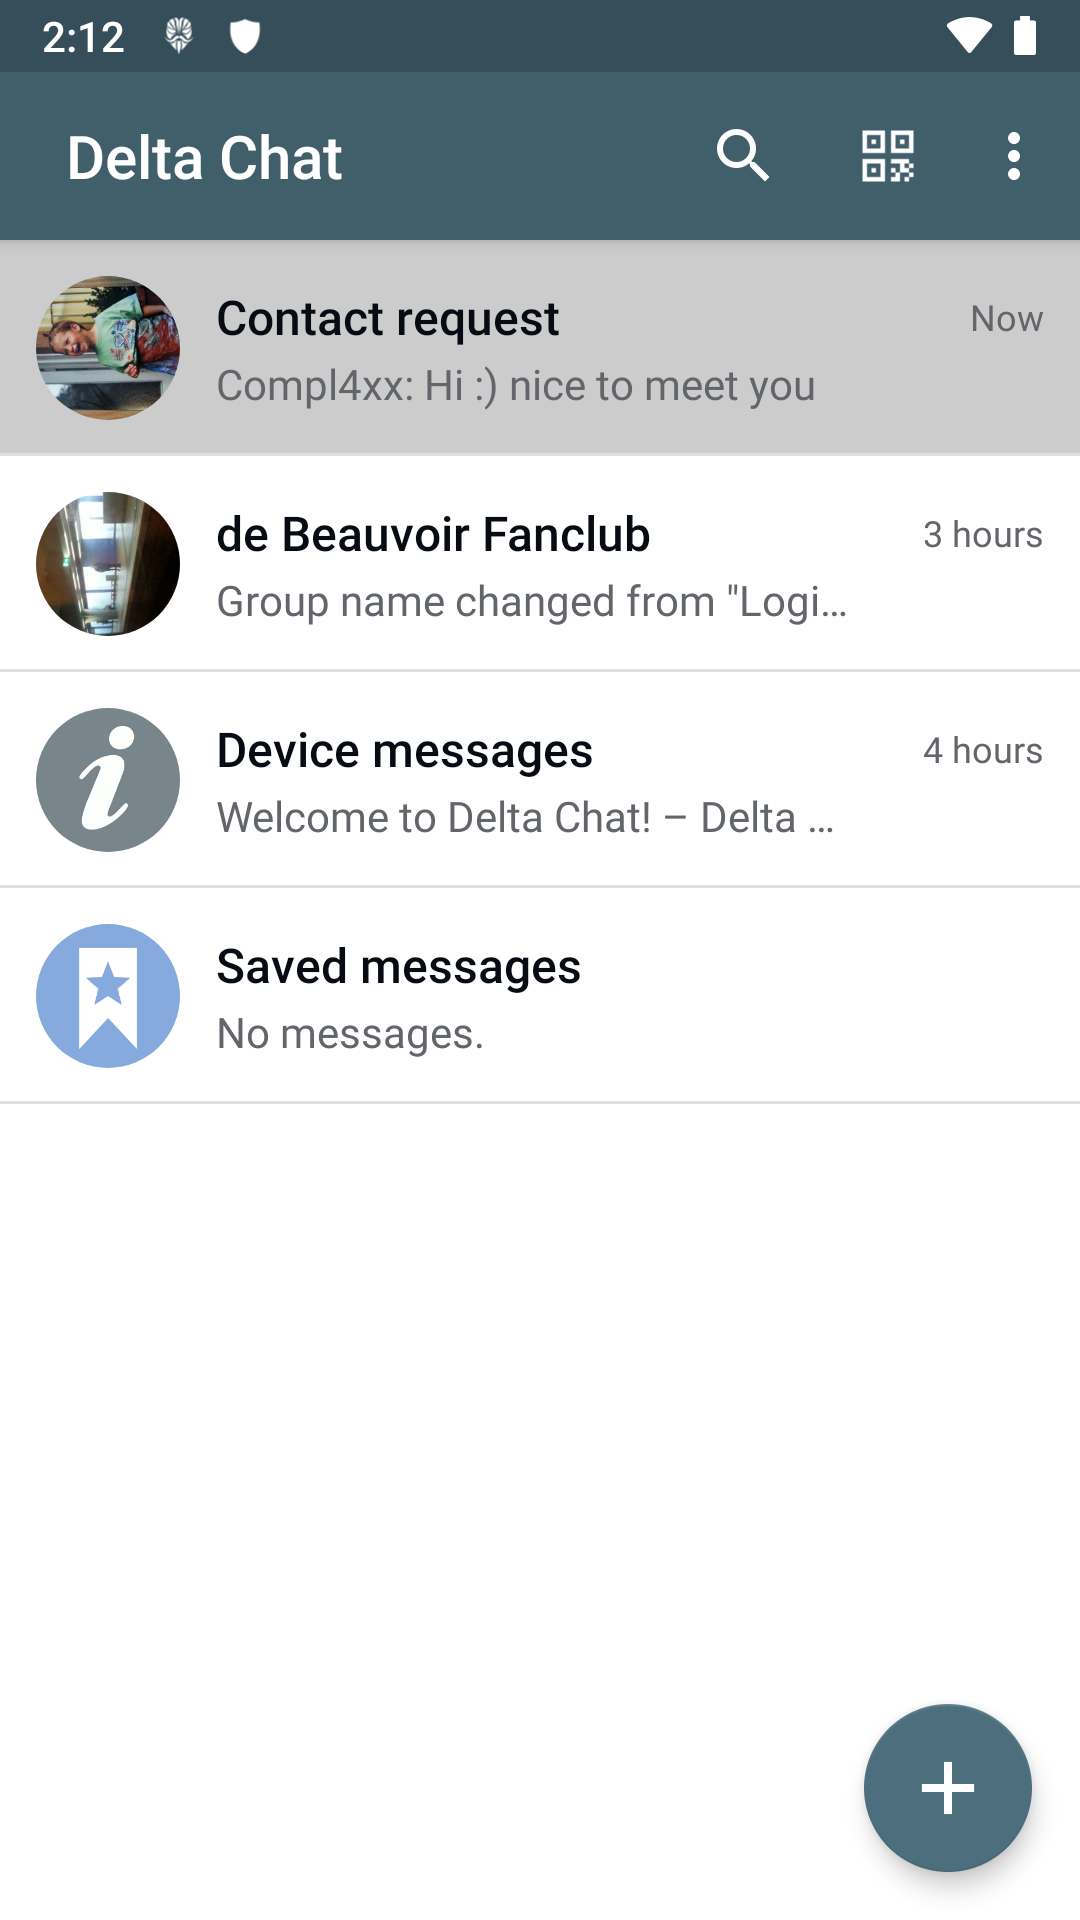 2:12
Delta Chat
Contact request
Now
Compl4xx: Hi :) nice to meet you
de Beauvoir Fanclub
3 hours
Group name changed from "Logi…
Device messages
4 hours
Welcome to Delta Chat! – Delta …
Saved messages
No messages.